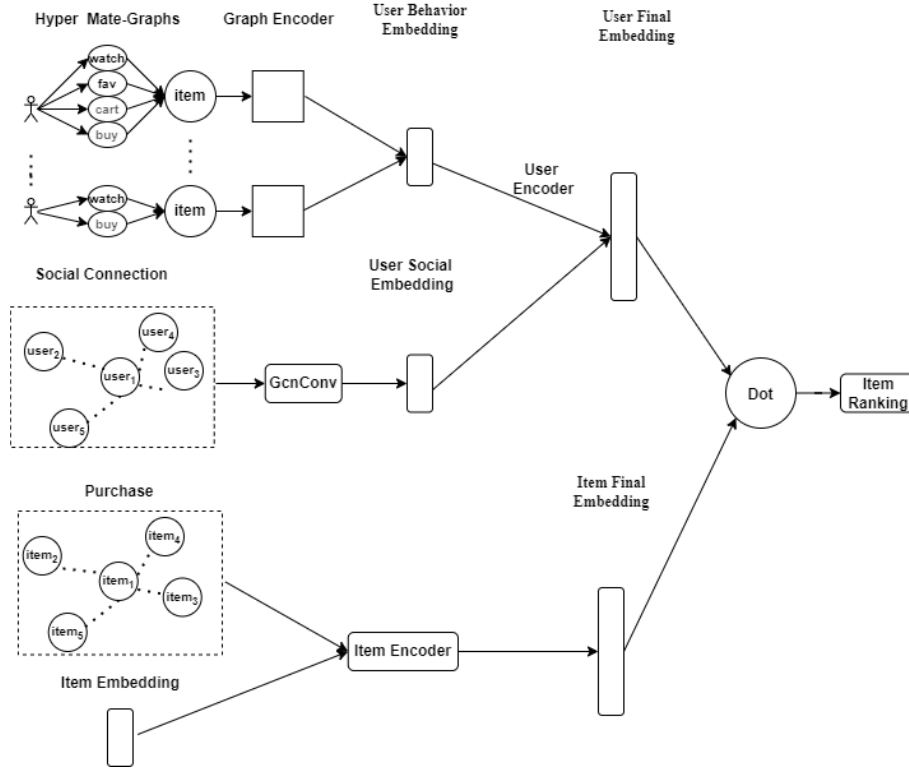 Hyper Mate-Graphs
Graph Encoder
User Behavior
Embedding
User Final
Embedding
watch
fav
cart
buy
item
watch
buy
item
User
Encoder
Social Connection
User Social
Embedding
user₂
user₄
user₁
user₃
user₅
GcnConv
Dot
Item
Ranking
Purchase
Item Final
Embedding
item₂
item₄
item₁
item₃
item₅
Item Encoder
Item Embedding